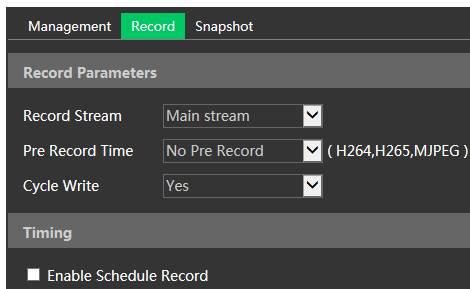 Management Record Snapshot
Record Parameters
Record Stream Main stream
Pre Record Time No Pre Record ( H264,H265,MJPEG )
Cycle Write Yes
Timing
Enable Schedule Record